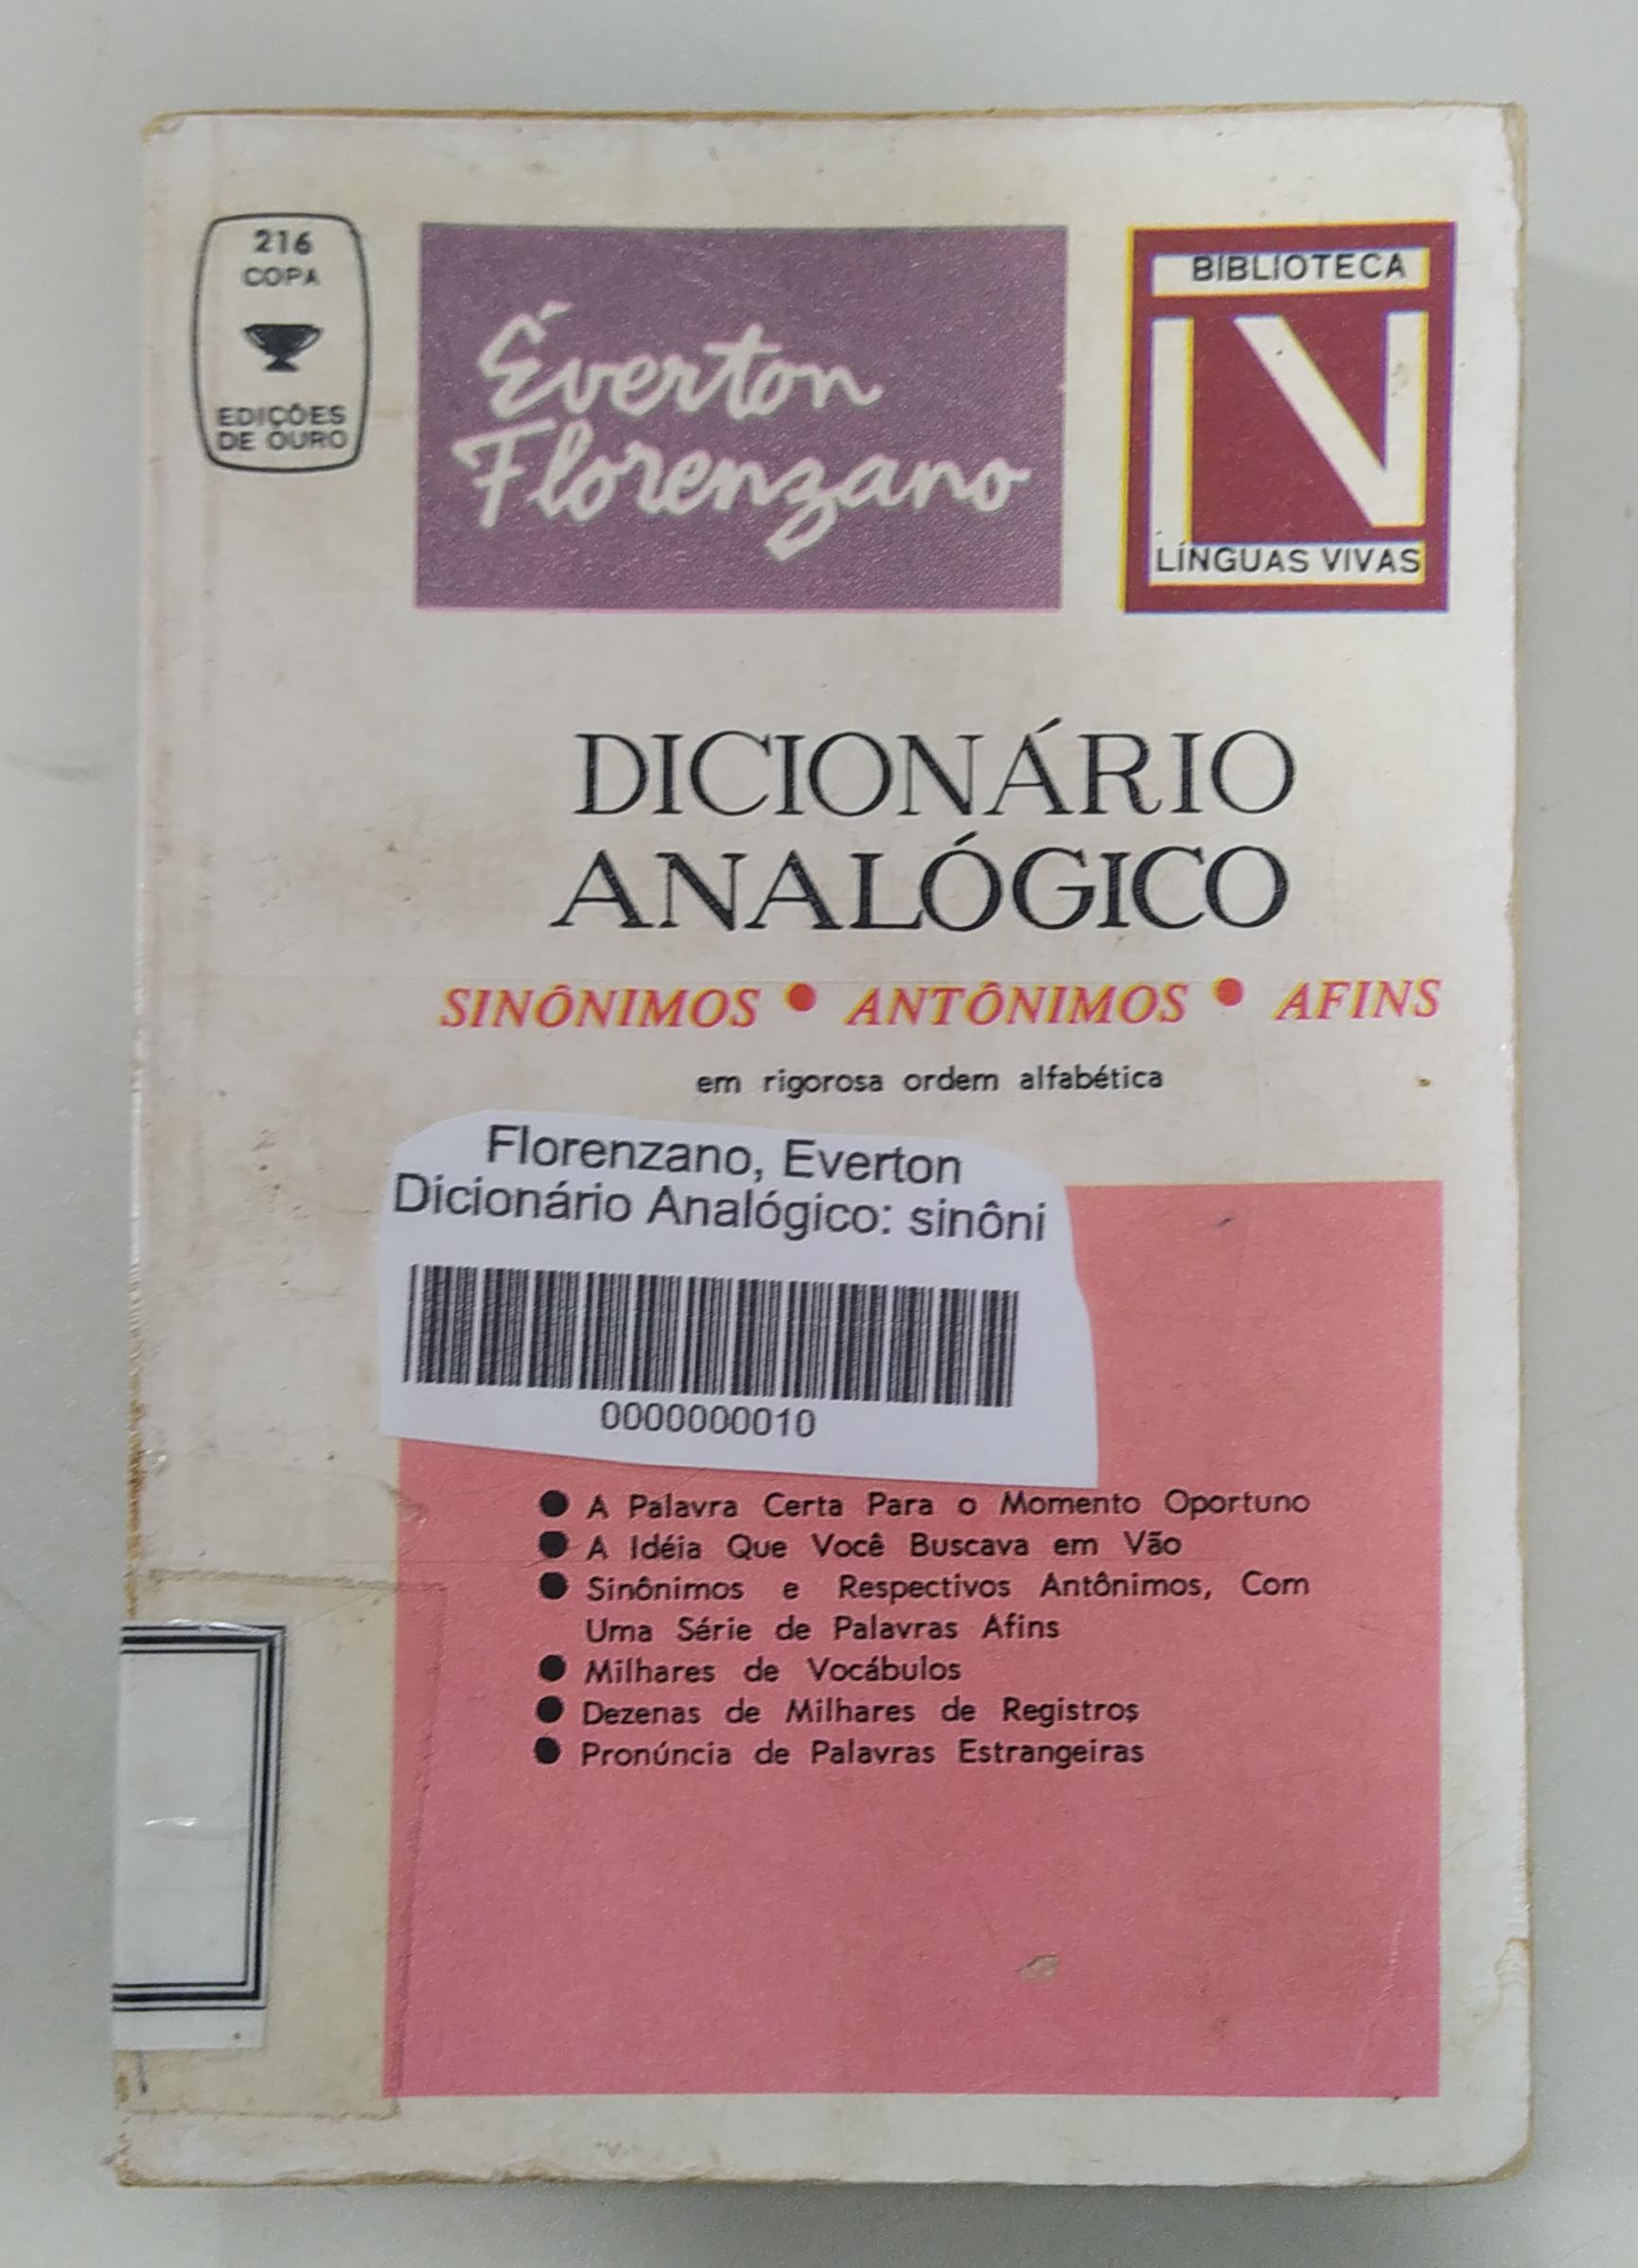 216
COPA
EDIÇÕES
DE OURO
Éverton
Florenzano
BIBLIOTECA
LV
LÍNGUAS VIVAS
DICIONÁRIO
ANALÓGICO
SINÔNIMOS • ANTÔNIMOS • AFINS
em rigorosa ordem alfabética
Florenzano, Everton
Dicionário Analógico: sinôni
0000000010
● A Palavra Certa Para o Momento Oportuno
● A Idéia Que Você Buscava em Vão
● Sinônimos e Respectivos Antônimos, Com
Uma Série de Palavras Afins
● Milhares de Vocábulos
● Dezenas de Milhares de Registros
● Pronúncia de Palavras Estrangeiras